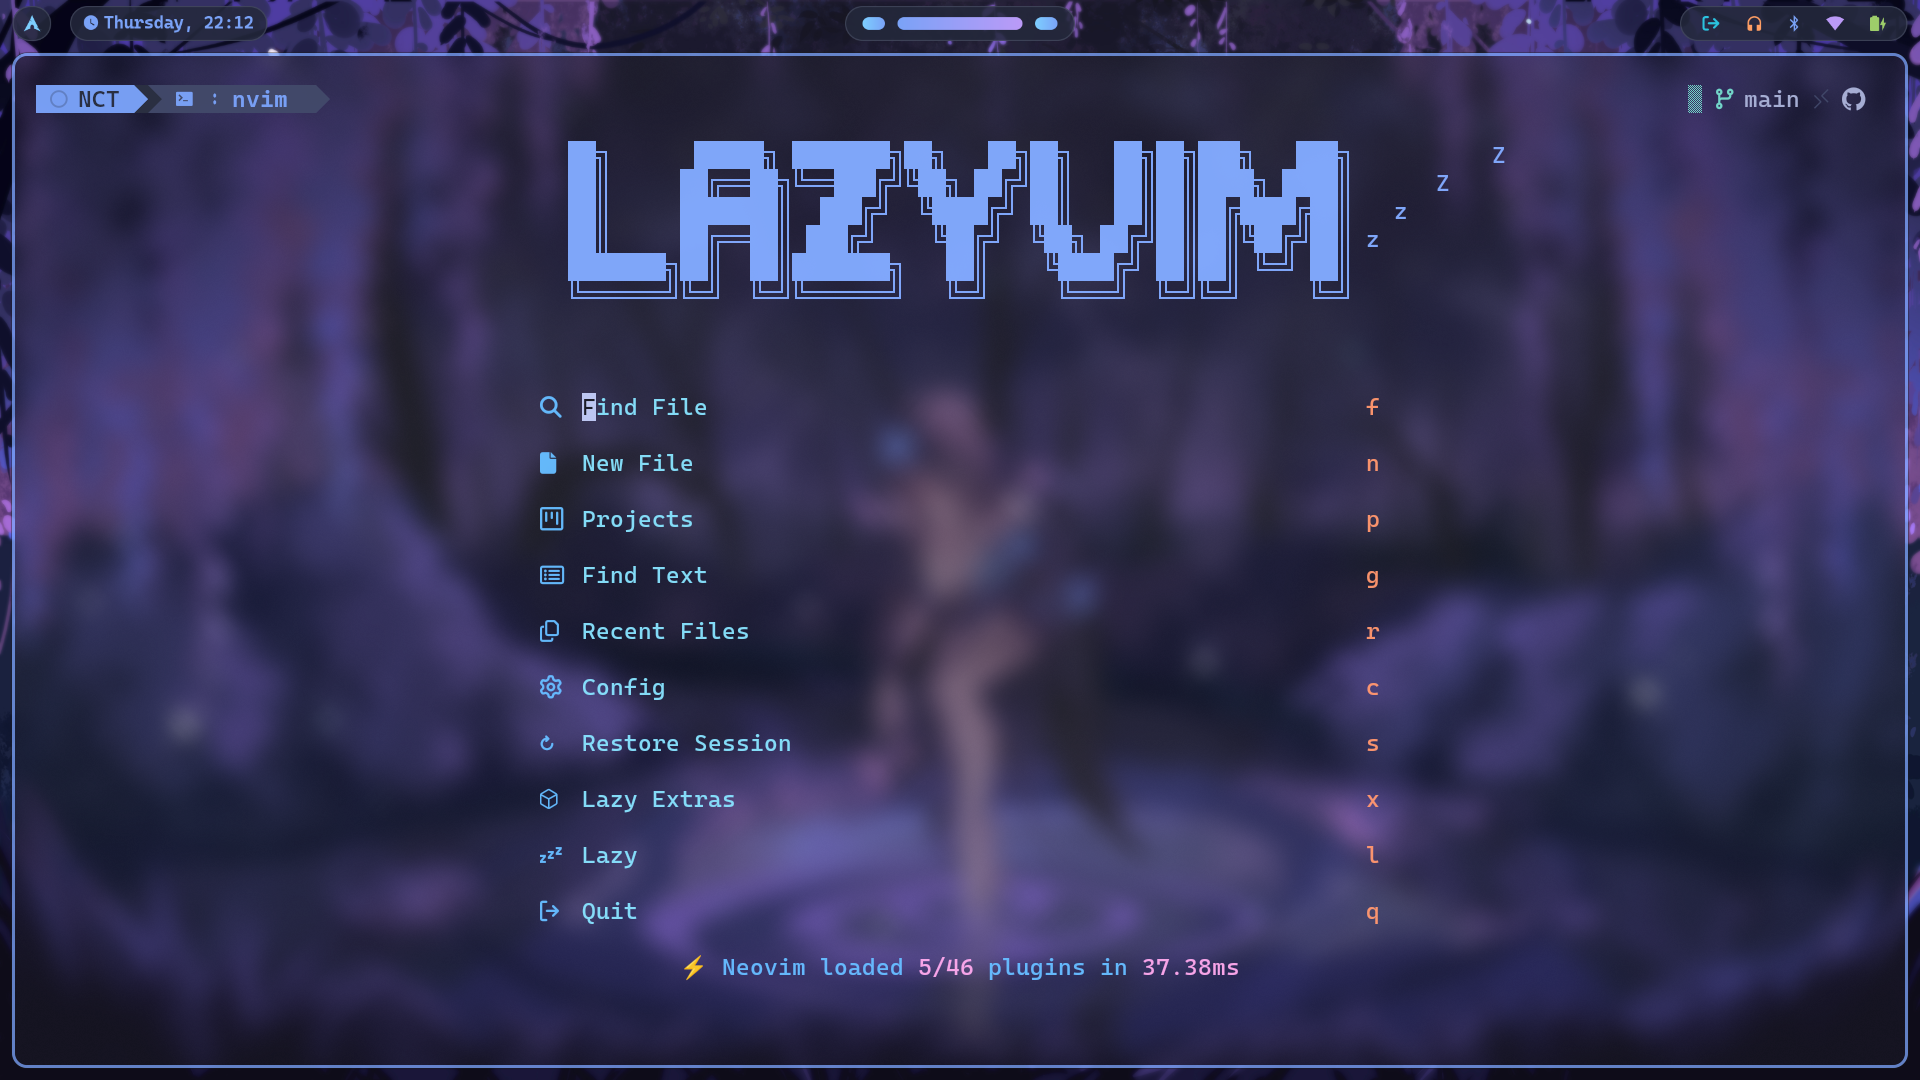 Thursday, 22:12
NCT : nvim
main
LAZYVIM
Z
Z
z
z
Find File f
New File n
Projects p
Find Text g
Recent Files r
Config c
Restore Session s
Lazy Extras x
zzz Lazy l
Quit q
⚡ Neovim loaded 5/46 plugins in 37.38ms